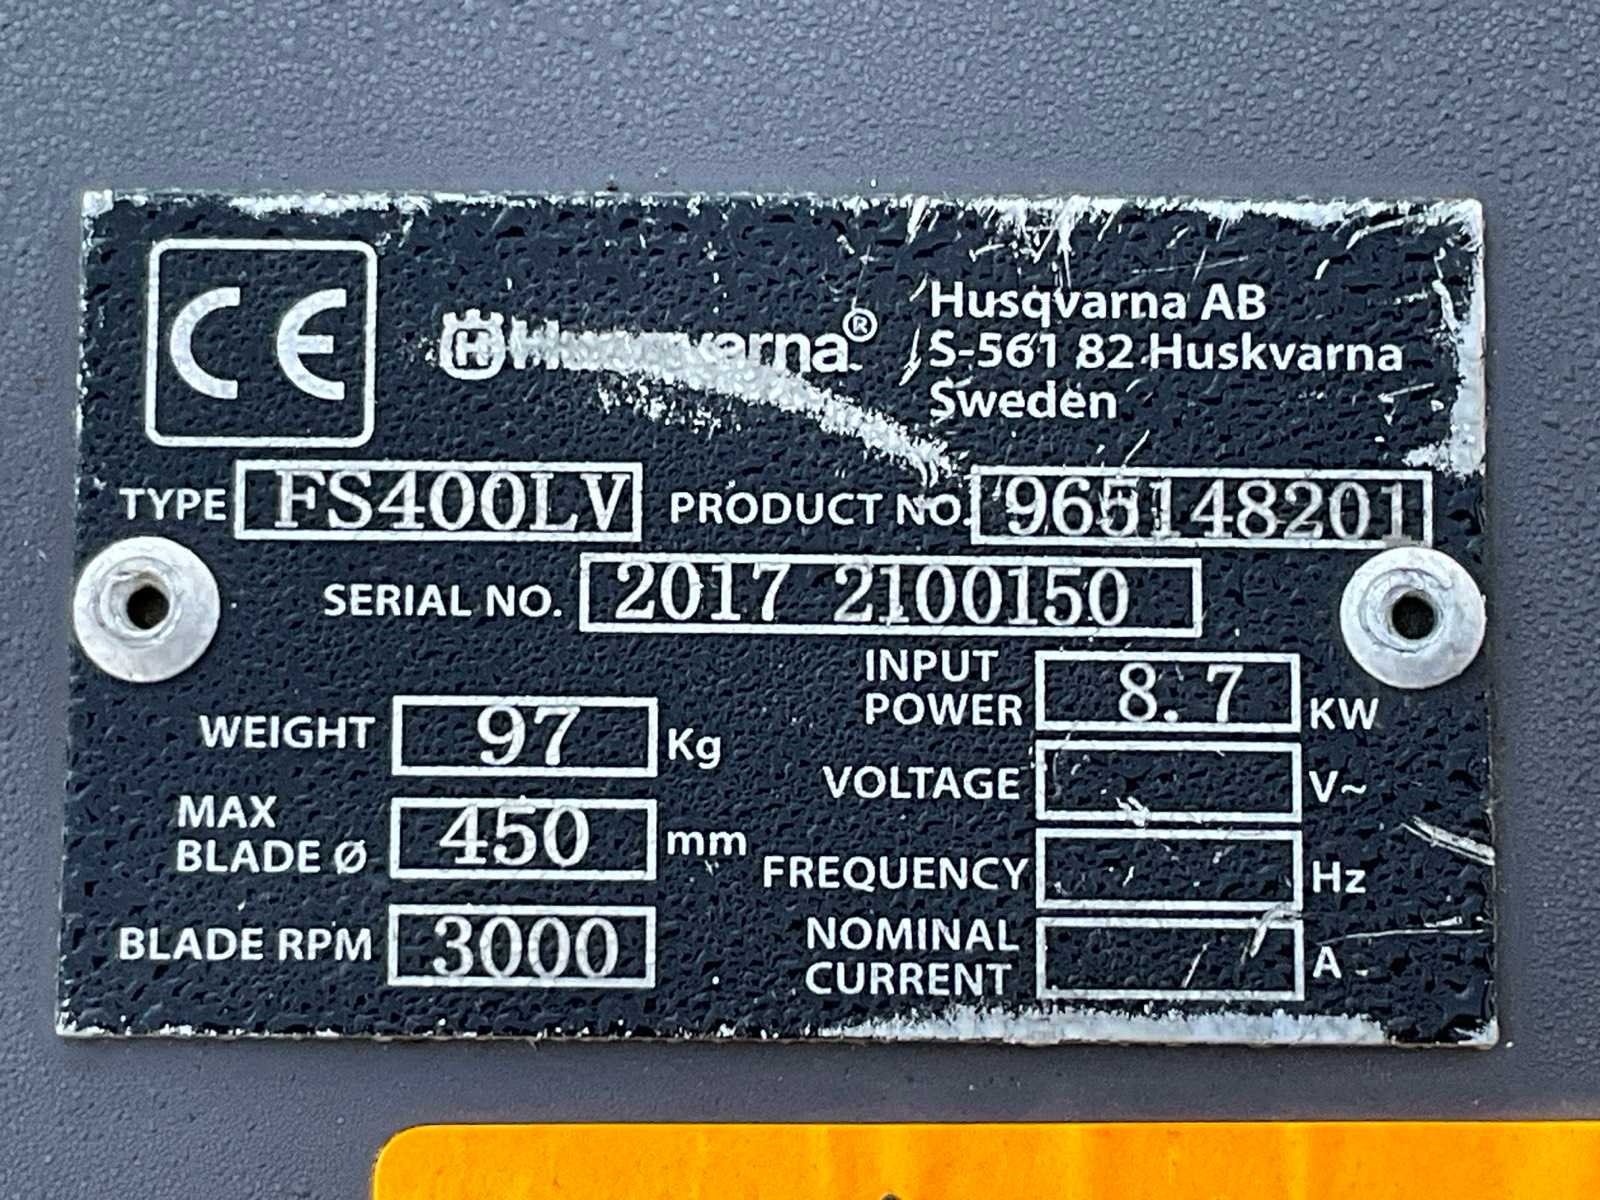 CE
Husqvarna®
Husqvarna AB
S-561 82 Huskvarna
Sweden
TYPE FS400LV PRODUCT NO. 965148201
SERIAL NO. 2017 2100150
INPUT POWER 8.7 KW
WEIGHT 97 Kg
VOLTAGE V~
MAX BLADE Ø 450 mm
FREQUENCY Hz
BLADE RPM 3000
NOMINAL CURRENT A